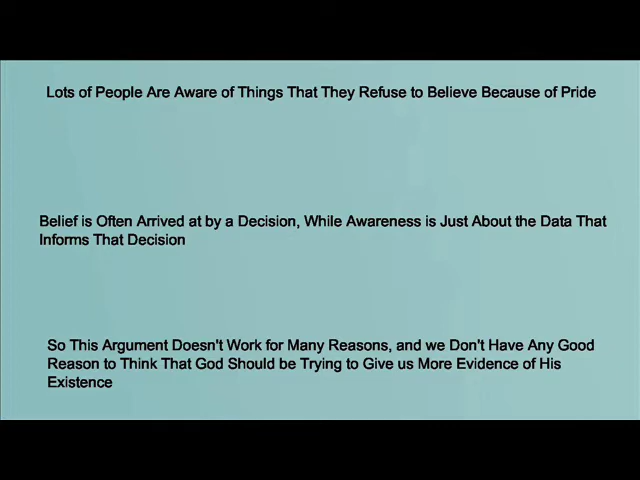 Lots of People Are Aware of Things That They Refuse to Believe Because of Pride
Belief is Often Arrived at by a Decision, While Awareness is Just About the Data That
Informs That Decision
So This Argument Doesn't Work for Many Reasons, and we Don't Have Any Good
Reason to Think That God Should be Trying to Give us More Evidence of His
Existence